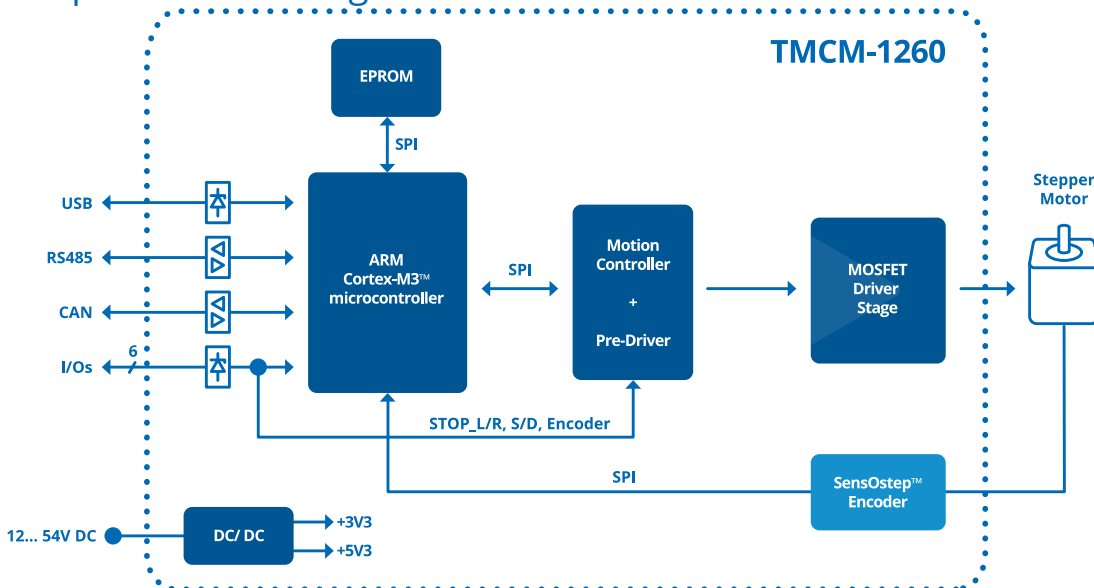 TMCM-1260
EPROM
SPI
Stepper
Motor
USB
RS485
CAN
6
I/Os
ARM
Cortex-M3™
microcontroller
SPI
Motion
Controller
+
Pre-Driver
MOSFET
Driver
Stage
STOP_L/R, S/D, Encoder
SPI
SensOstep™
Encoder
12... 54V DC
DC/ DC
+3V3
+5V3